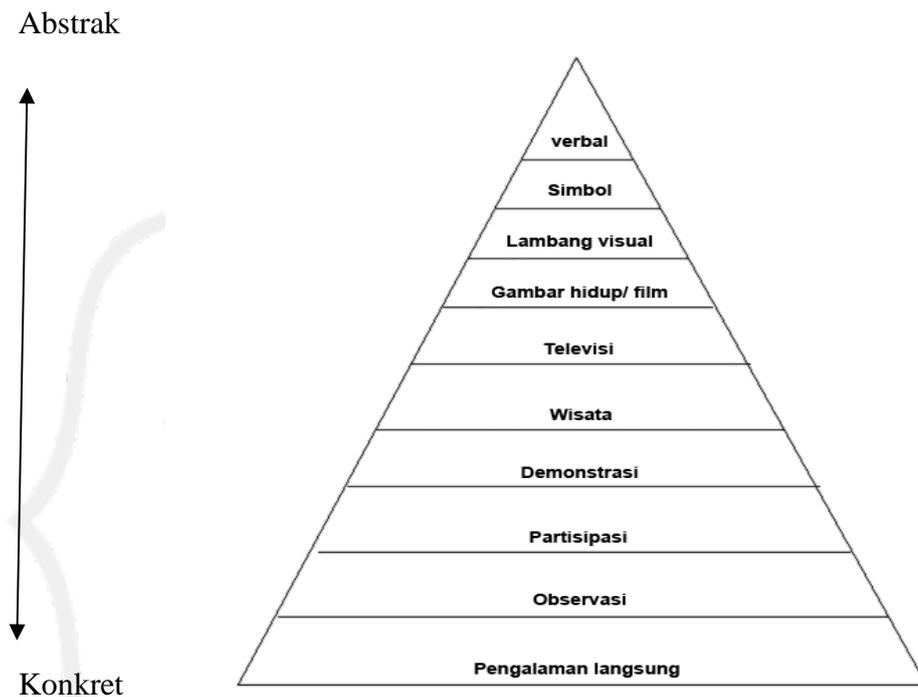 Abstrak
verbal
Simbol
Lambang visual
Gambar hidup/ film
Televisi
Wisata
Demonstrasi
Partisipasi
Observasi
Pengalaman langsung
Konkret